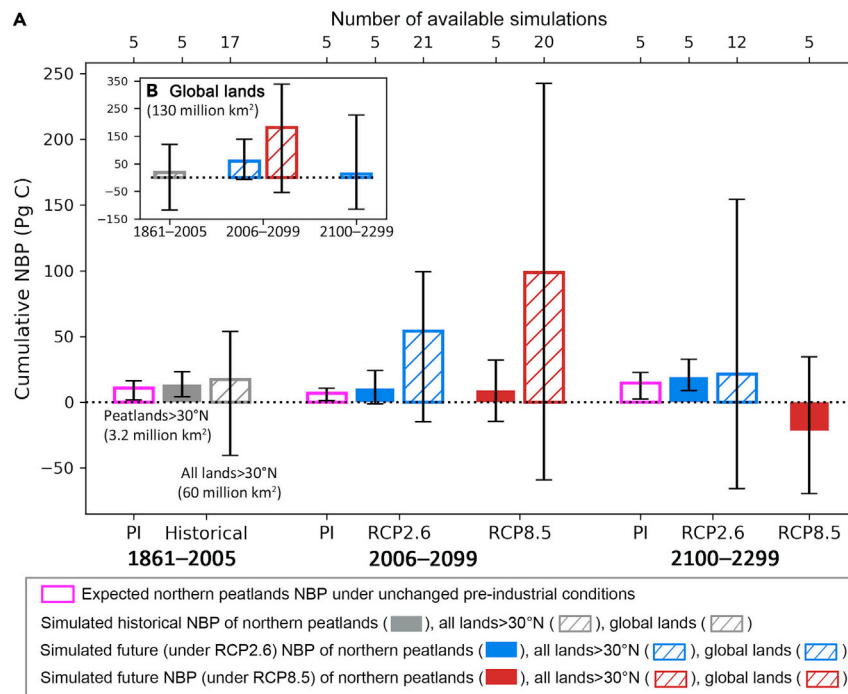 A
Number of available simulations
5 5 17 5 5 21 5 20 5 5 12 5
Cumulative NBP (Pg C)
250
200
150
100
50
0
−50
B Global lands
(130 million km²)
350
250
150
50
−50
−150
1861–2005 2006–2099 2100–2299
Peatlands>30°N
(3.2 million km²)
All lands>30°N
(60 million km²)
PI Historical PI RCP2.6 RCP8.5 PI RCP2.6 RCP8.5
1861–2005 2006–2099 2100–2299
Expected northern peatlands NBP under unchanged pre-industrial conditions
Simulated historical NBP of northern peatlands ( ), all lands>30°N ( ), global lands ( )
Simulated future (under RCP2.6) NBP of northern peatlands ( ), all lands>30°N ( ), global lands ( )
Simulated future NBP (under RCP8.5) of northern peatlands ( ), all lands>30°N ( ), global lands ( )